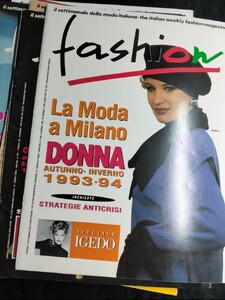 il settimanale della moda italiana - the italian weekly fashion magazine
fashion
La Moda
a Milano
DONNA
AUTUNNO-INVERNO
1993-94
INCHIESTE
STRATEGIE ANTICRISI
SPECIALE
IGEDO